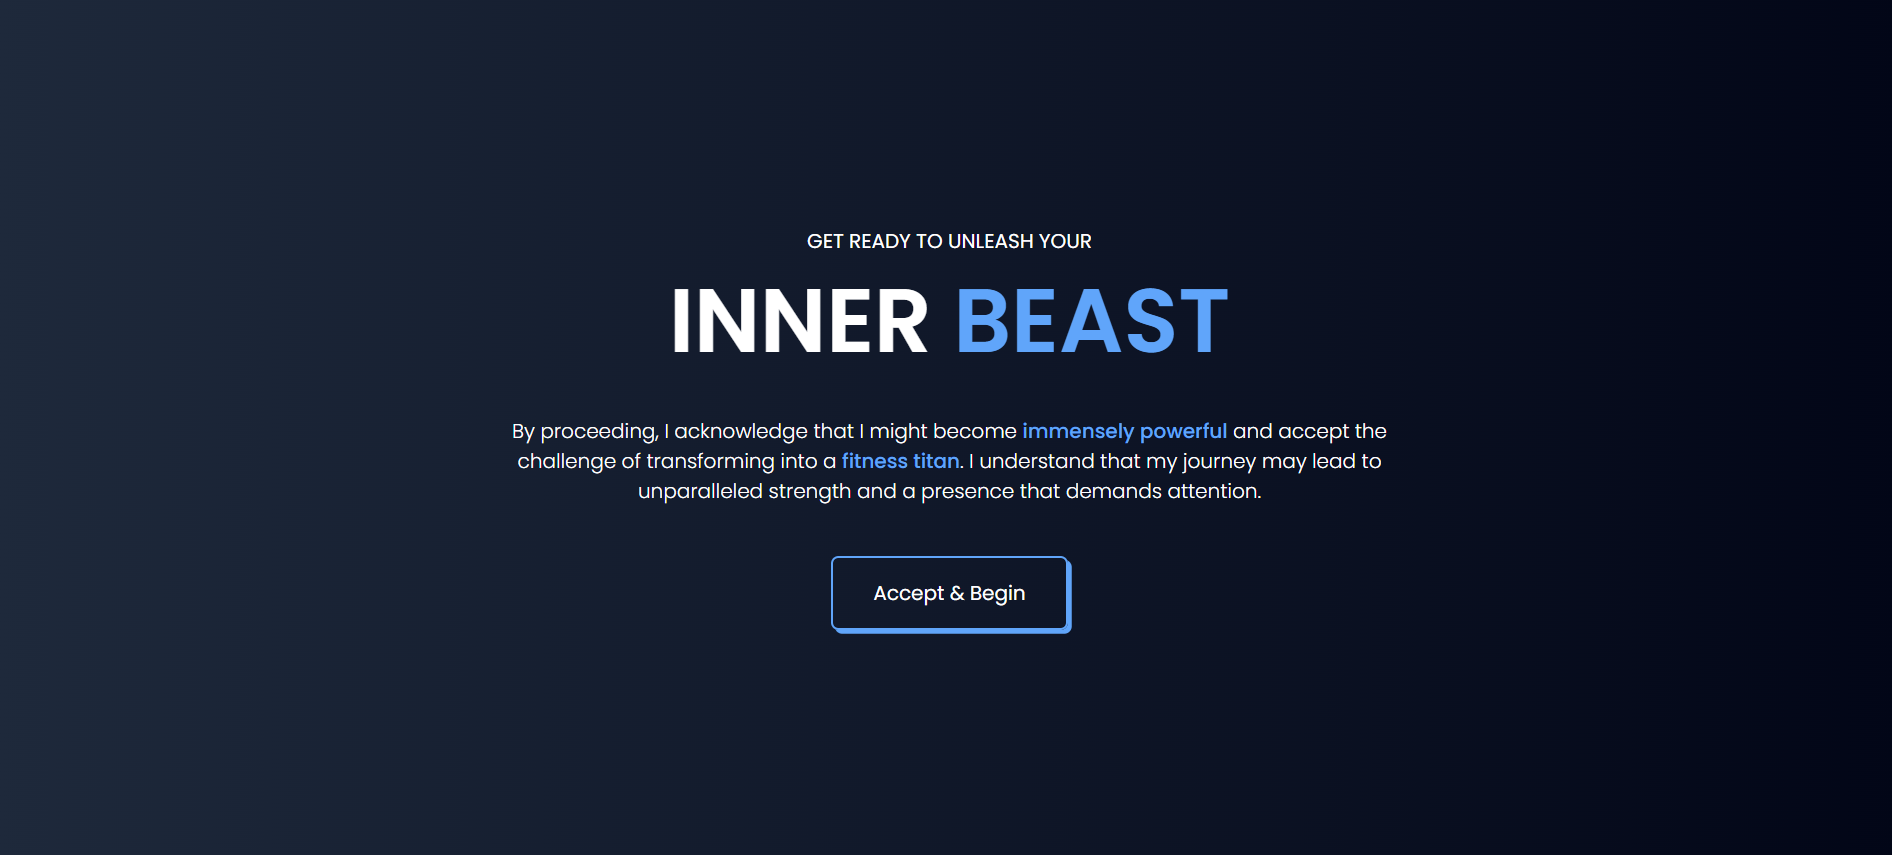 GET READY TO UNLEASH YOUR
INNER BEAST
By proceeding, I acknowledge that I might become immensely powerful and accept the
challenge of transforming into a fitness titan. I understand that my journey may lead to
unparalleled strength and a presence that demands attention.
Accept & Begin